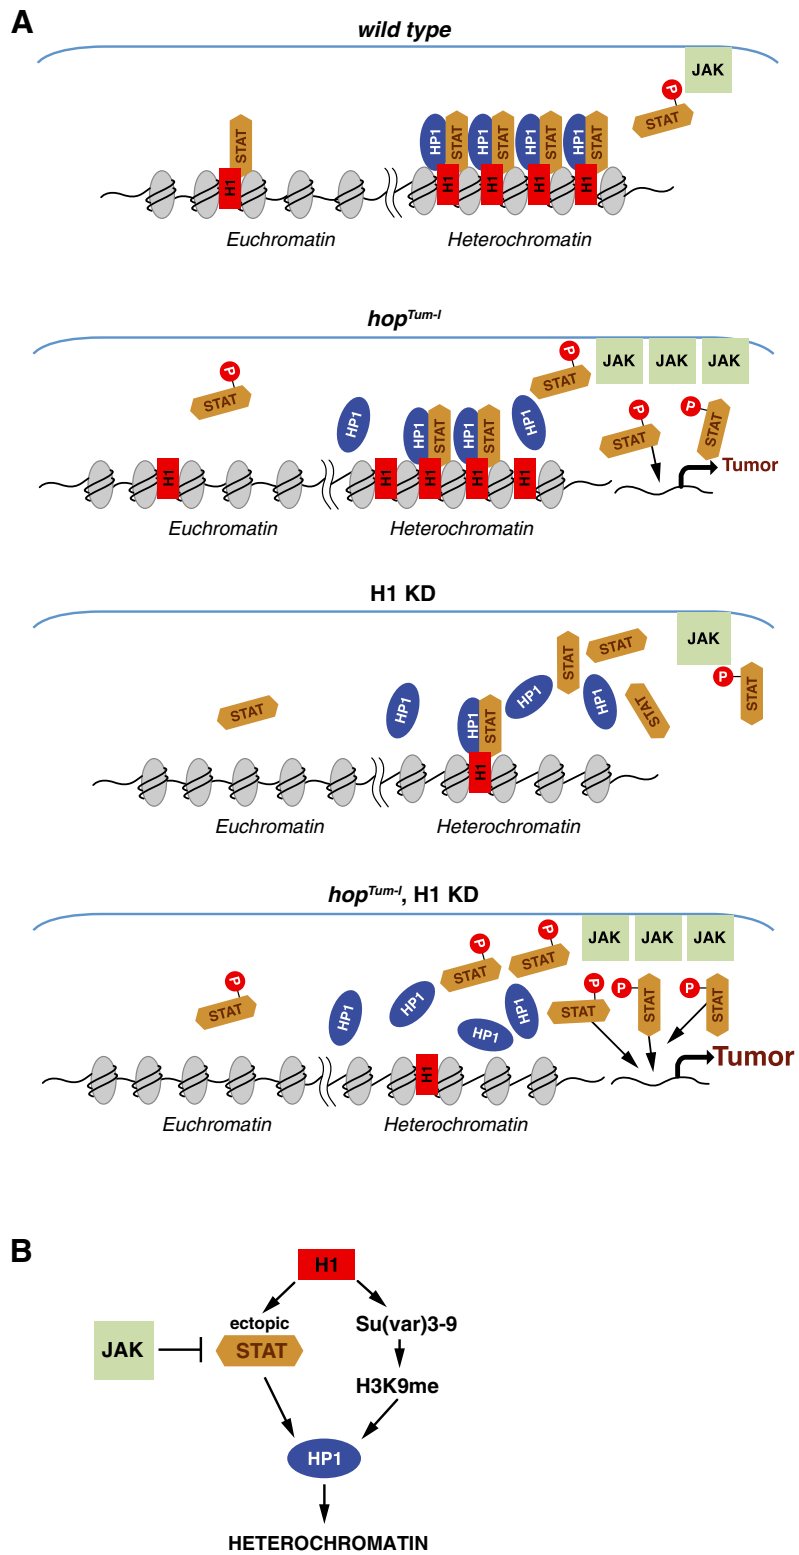 A
wild type
JAK
P
STAT
STAT
HP1 STAT HP1 STAT HP1 STAT HP1 STAT
H1
H1 H1 H1 H1
Euchromatin
Heterochromatin
hopTum-l
P
STAT
JAK JAK JAK
P
STAT
HP1
HP1 STAT HP1 STAT
HP1
P
STAT
P
STAT
Tumor
H1
H1 H1 H1 H1
Euchromatin
Heterochromatin
H1 KD
JAK
STAT
STAT
P
STAT
STAT
HP1
HP1 STAT
HP1
HP1
STAT
H1
Euchromatin
Heterochromatin
hopTum-l, H1 KD
P
STAT
P
STAT
JAK JAK JAK
P
STAT
HP1
HP1
HP1
HP1
P
STAT
P
STAT
P
STAT
Tumor
H1
Euchromatin
Heterochromatin
B
H1
ectopic
STAT
Su(var)3-9
JAK
H3K9me
HP1
HETEROCHROMATIN